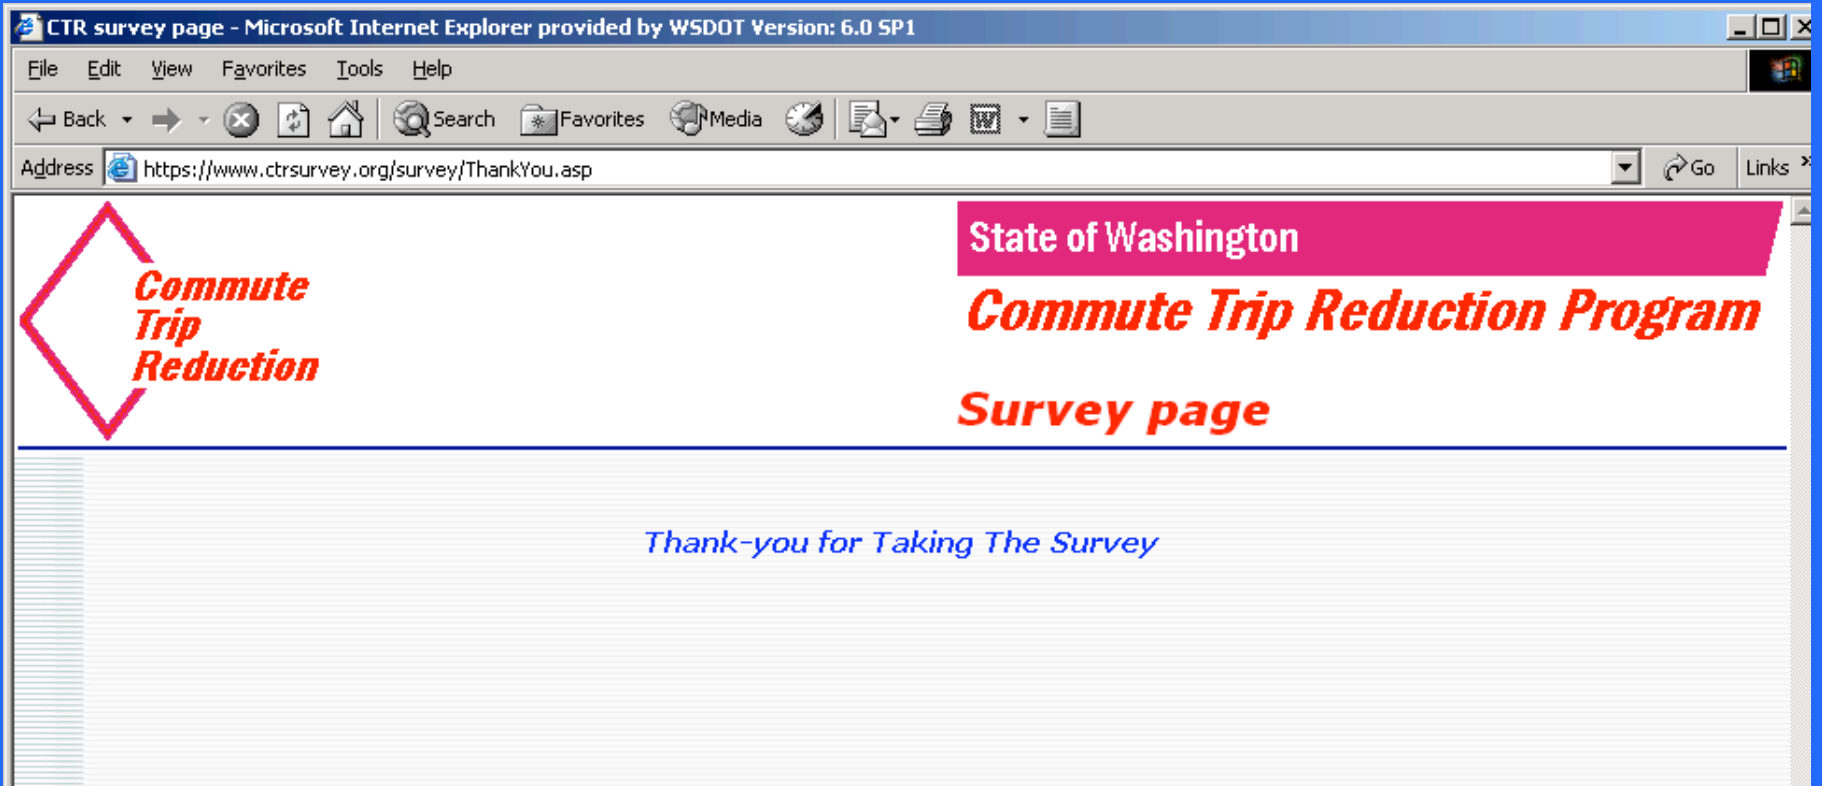 CTR survey page - Microsoft Internet Explorer provided by WSDOT Version: 6.0 SP1
File Edit View Favorites Tools Help
Back Search Favorites Media
Address https://www.ctrsurvey.org/survey/ThankYou.asp Go Links
State of Washington
Commute Trip Reduction Program
Commute
Trip
Reduction
Survey page
Thank-you for Taking The Survey